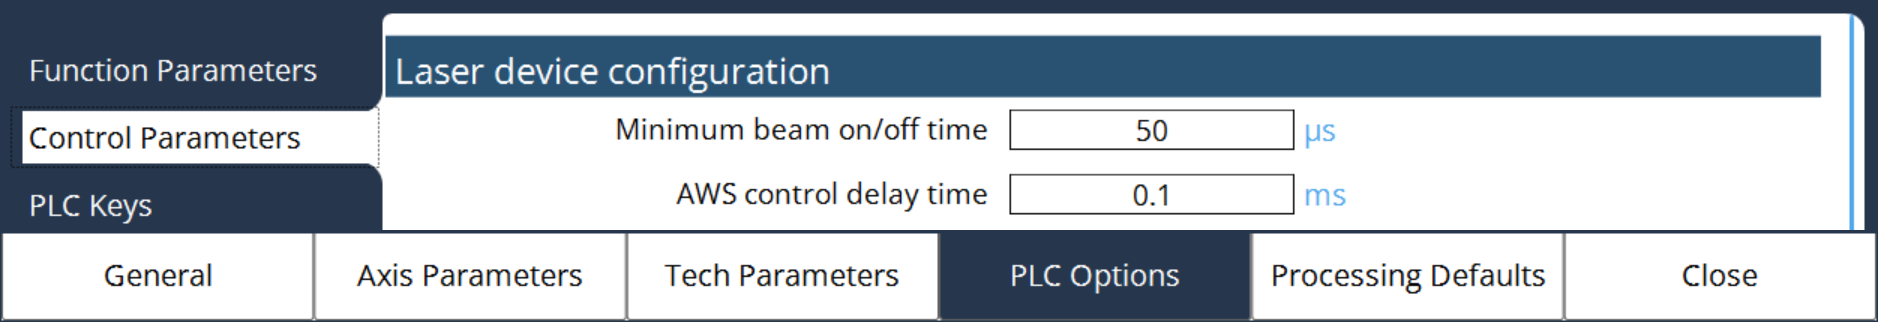 Function Parameters
Control Parameters
PLC Keys
Laser device configuration
Minimum beam on/off time 50 µs
AWS control delay time 0.1 ms
General Axis Parameters Tech Parameters PLC Options Processing Defaults Close